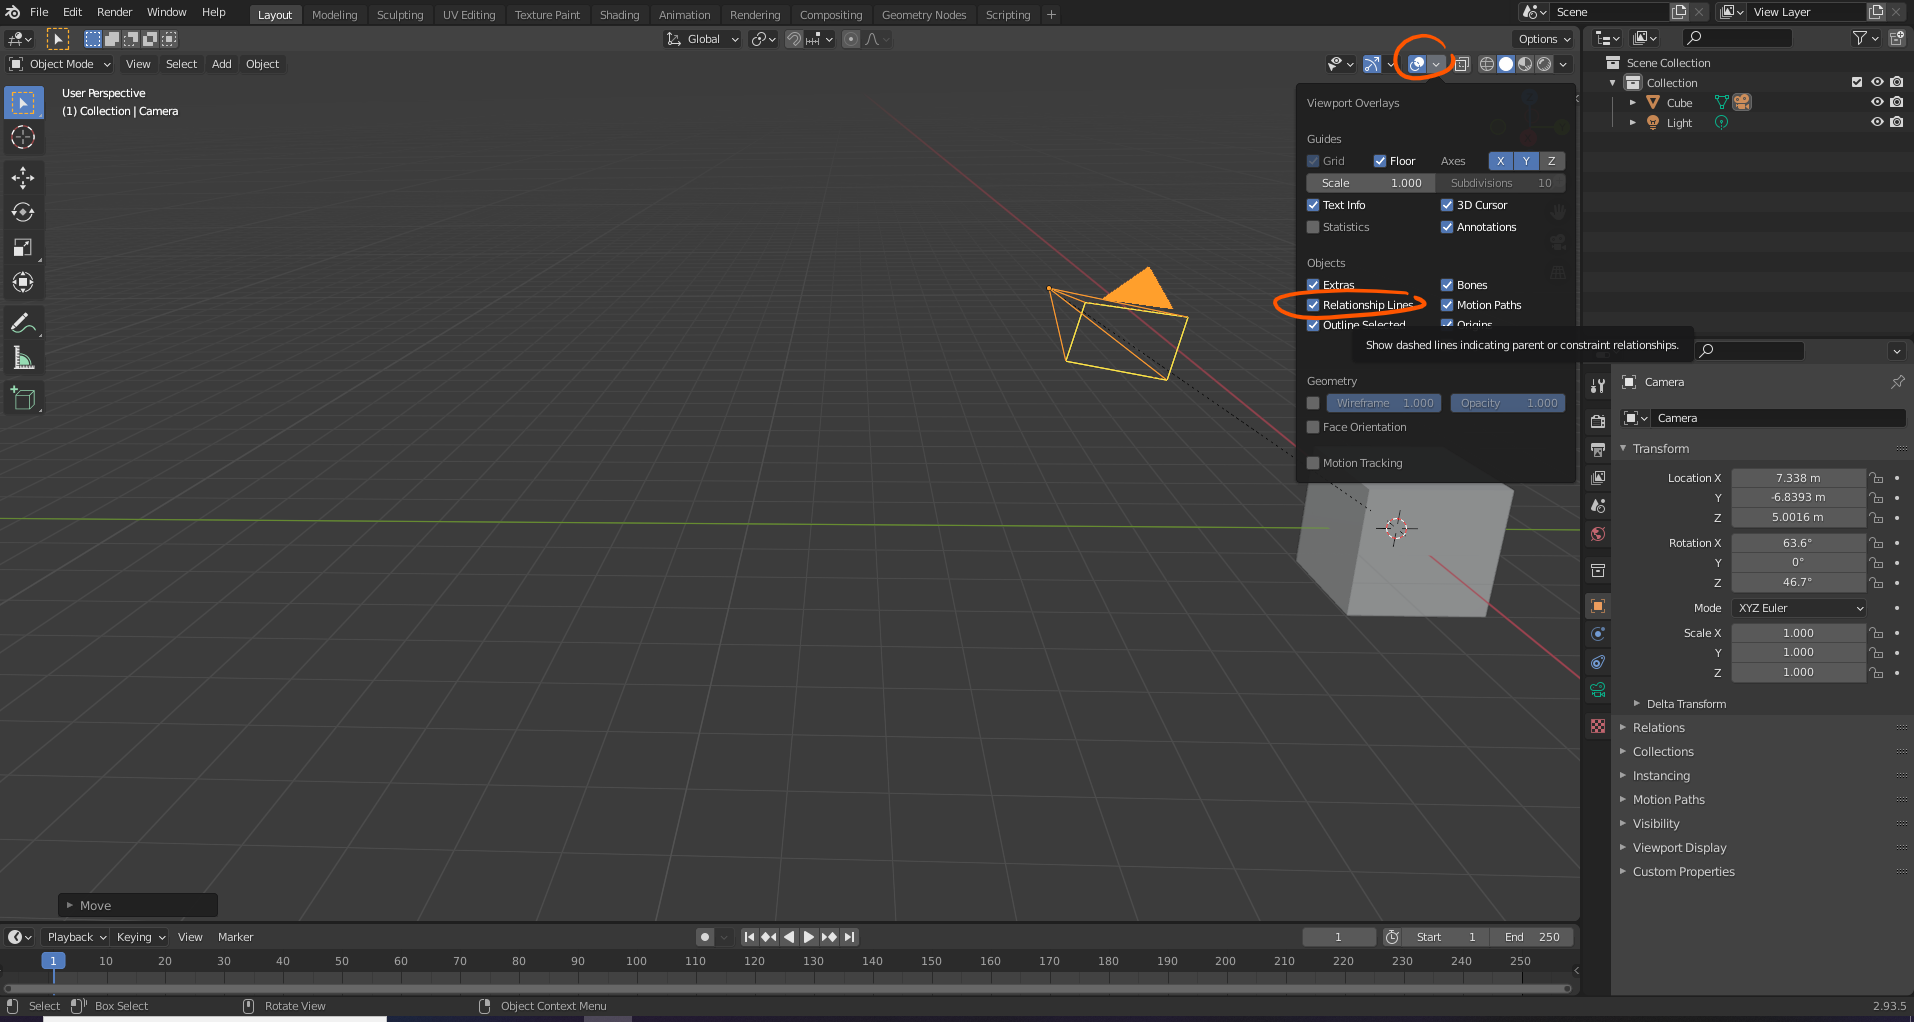 File Edit Render Window Help
Layout Modeling Sculpting UV Editing Texture Paint Shading Animation Rendering Compositing Geometry Nodes Scripting +
Scene
View Layer
Global
Options
Object Mode View Select Add Object
User Perspective
(1) Collection | Camera
Viewport Overlays
Guides
Grid Floor Axes X Y Z
Scale 1.000 Subdivisions 10
Text Info 3D Cursor
Statistics Annotations
Objects
Extras Bones
Relationship Lines Motion Paths
Outline Selected Origins
Show dashed lines indicating parent or constraint relationships.
Geometry
Wireframe 1.000 Opacity 1.000
Face Orientation
Motion Tracking
Scene Collection
Collection
Cube
Light
Camera
Camera
Transform
Location X 7.338 m
Y -6.8393 m
Z 5.0016 m
Rotation X 63.6°
Y 0°
Z 46.7°
Mode XYZ Euler
Scale X 1.000
Y 1.000
Z 1.000
Delta Transform
Relations
Collections
Instancing
Motion Paths
Visibility
Viewport Display
Custom Properties
Move
Playback Keying View Marker
1 Start 1 End 250
1 10 20 30 40 50 60 70 80 90 100 110 120 130 140 150 160 170 180 190 200 210 220 230 240 250
Select Box Select Rotate View Object Context Menu
2.93.5